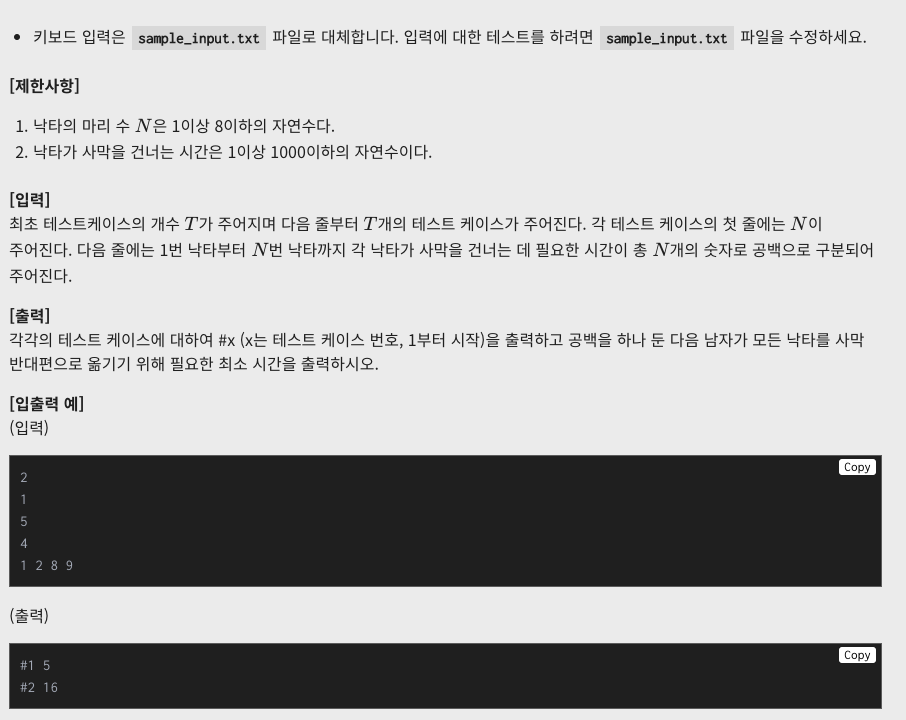 • 키보드 입력은 sample_input.txt 파일로 대체합니다. 입력에 대한 테스트를 하려면 sample_input.txt 파일을 수정하세요.
[제한사항]
1. 낙타의 마리 수 N은 1이상 8이하의 자연수다.
2. 낙타가 사막을 건너는 시간은 1이상 1000이하의 자연수이다.
[입력]
최초 테스트케이스의 개수 T가 주어지며 다음 줄부터 T개의 테스트 케이스가 주어진다. 각 테스트 케이스의 첫 줄에는 N이
주어진다. 다음 줄에는 1번 낙타부터 N번 낙타까지 각 낙타가 사막을 건너는 데 필요한 시간이 총 N개의 숫자로 공백으로 구분되어
주어진다.
[출력]
각각의 테스트 케이스에 대하여 #x (x는 테스트 케이스 번호, 1부터 시작)을 출력하고 공백을 하나 둔 다음 남자가 모든 낙타를 사막
반대편으로 옮기기 위해 필요한 최소 시간을 출력하시오.
[입출력 예]
(입력)
Copy
2
1
5
4
1 2 8 9
(출력)
Copy
#1 5
#2 16